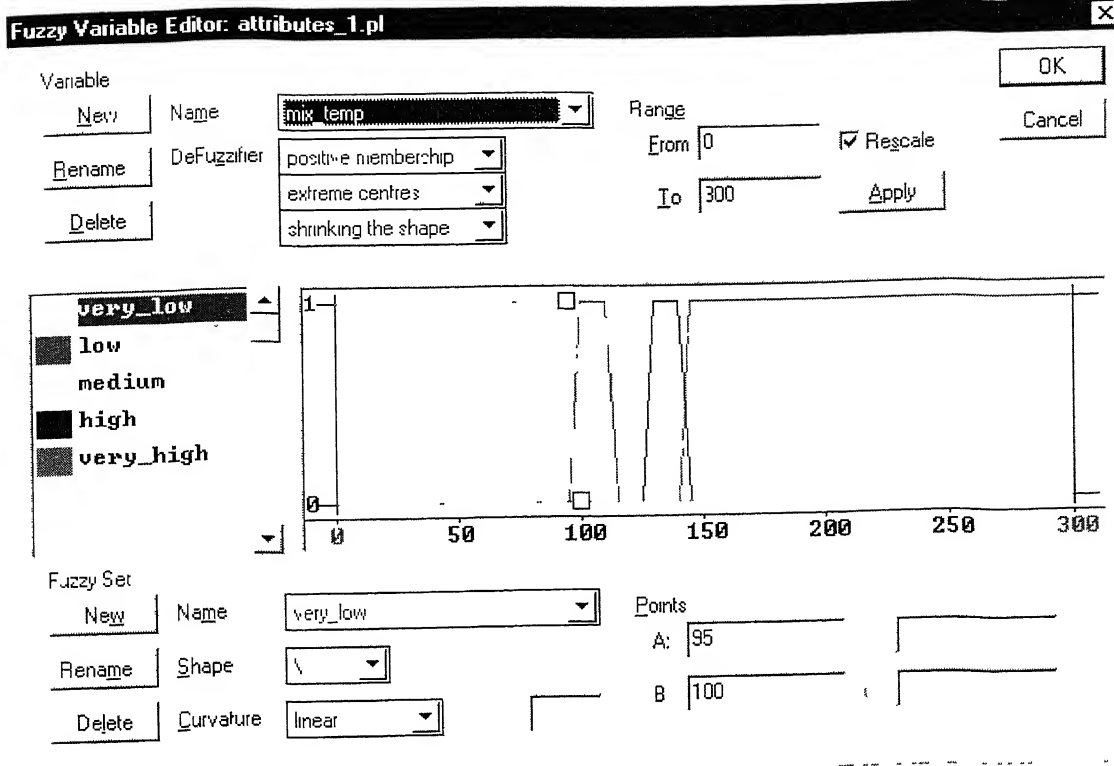 Fuzzy Variable Editor: attributes_1.pl
OK
Cancel
Variable
New
Name
mix_temp
Range
From 0
Rescale
Rename
DeFuzzifier
positive membership
extreme centres
To 300
Apply
Delete
shrinking the shape
very_low
low
medium
high
very_high
1
0
0 50 100 150 200 250 300
Fuzzy Set
New
Name
very_low
Points
A: 95
Rename
Shape
\
B 100
Delete
Curvature
linear